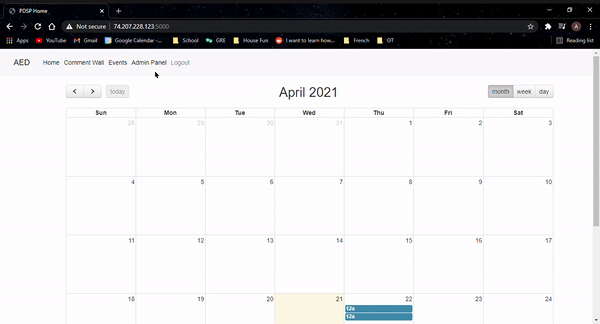 PDSP Home
Not secure | 74.207.228.123:5000
Apps YouTube Gmail Google Calendar -... School GRE House Fun I want to learn how... French OT Reading list
AED Home Comment Wall Events Admin Panel Logout
today April 2021 month week day
Sun Mon Tue Wed Thu Fri Sat
28 29 30 31 1 2 3
4 5 6 7 8 9 10
11 12 13 14 15 16 17
18 19 20 21 22 23 24
12a
12a